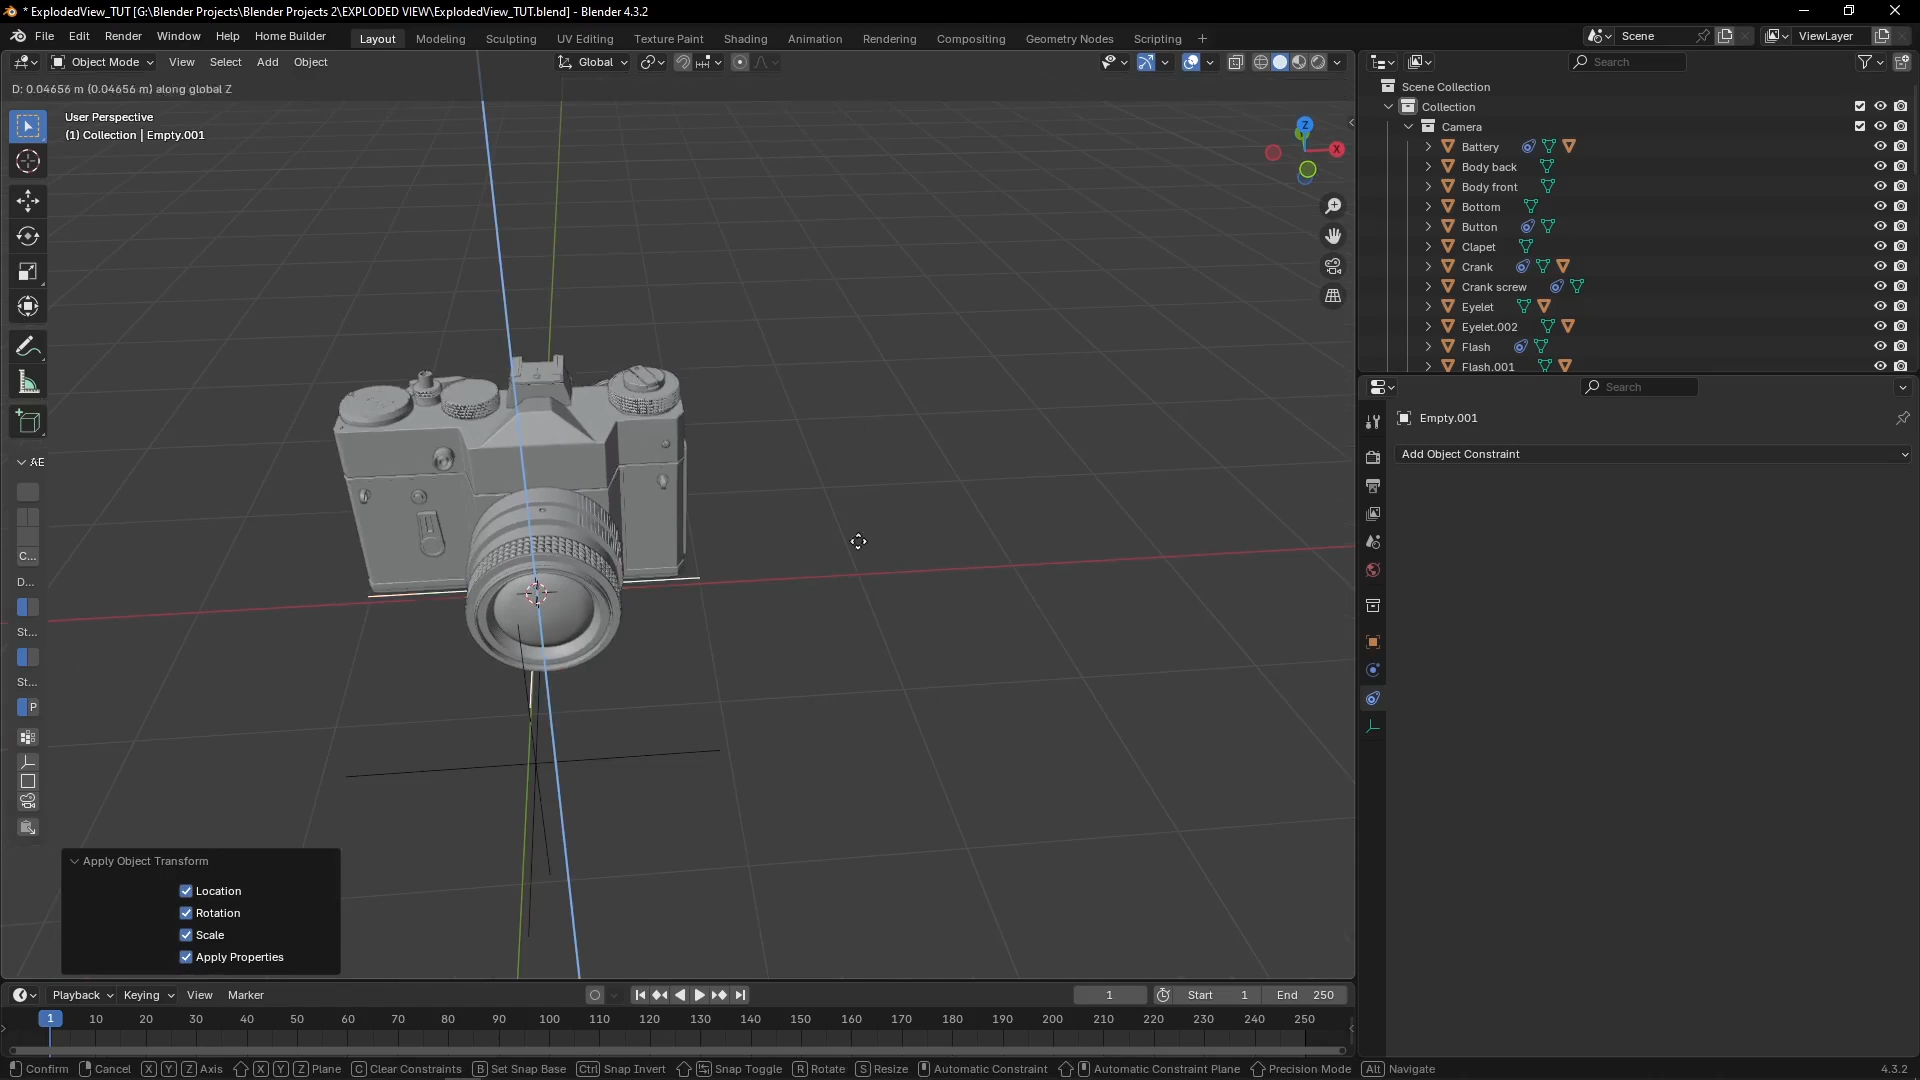 * ExplodedView_TUT [G:\Blender Projects\Blender Projects 2\EXPLODED VIEW\ExplodedView_TUT.blend] - Blender 4.3.2
File Edit Render Window Help Home Builder Layout Modeling Sculpting UV Editing Texture Paint Shading Animation Rendering Compositing Geometry Nodes Scripting + Scene ViewLayer
Object Mode View Select Add Object Global Search
D: 0.04656 m (0.04656 m) along global Z
Scene Collection
Collection
User Perspective
(1) Collection | Empty.001
Z
X
Camera
Battery
Body back
Body front
Bottom
Button
Clapet
Crank
Crank screw
Eyelet
Eyelet.002
Flash
Flash.001
Search
Empty.001
Add Object Constraint
AE
C...
D...
St...
St...
P
Apply Object Transform
Location
Rotation
Scale
Apply Properties
Playback Keying View Marker 1 Start 1 End 250
1 10 20 30 40 50 60 70 80 90 100 110 120 130 140 150 160 170 180 190 200 210 220 230 240 250
Confirm Cancel X Y Z Axis X Y Z Plane C Clear Constraints B Set Snap Base Ctrl Snap Invert Snap Toggle R Rotate S Resize Automatic Constraint Automatic Constraint Plane Precision Mode Alt Navigate 4.3.2